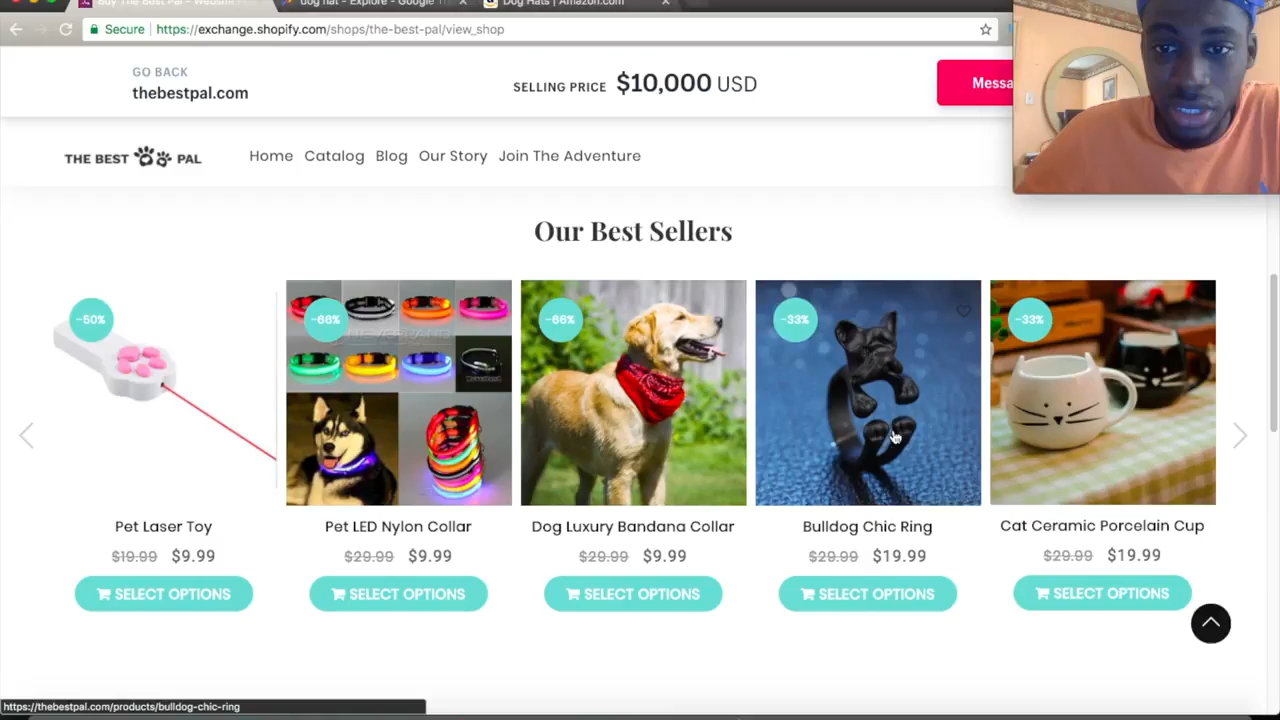 Buy The Best Pal - Websit
dog hat - Explore - Google
Dog Hats | Amazon.com
Secure
https://exchange.shopify.com/shops/the-best-pal/view_shop
GO BACK
thebestpal.com
SELLING PRICE $10,000 USD
Messa
THE BEST PAL
Home Catalog Blog Our Story Join The Adventure
Our Best Sellers
-50%
-66%
-66%
-33%
-33%
Pet Laser Toy
$19.99 $9.99
SELECT OPTIONS
Pet LED Nylon Collar
$29.99 $9.99
SELECT OPTIONS
Dog Luxury Bandana Collar
$29.99 $9.99
SELECT OPTIONS
Bulldog Chic Ring
$29.99 $19.99
SELECT OPTIONS
Cat Ceramic Porcelain Cup
$29.99 $19.99
SELECT OPTIONS
https://thebestpal.com/products/bulldog-chic-ring